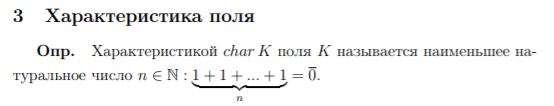 3 Характеристика поля
Опр. Характеристикой char K поля K называется наименьшее на-
туральное число n ∈ ℕ : 1 + 1 + ... + 1 = 0̅.
n